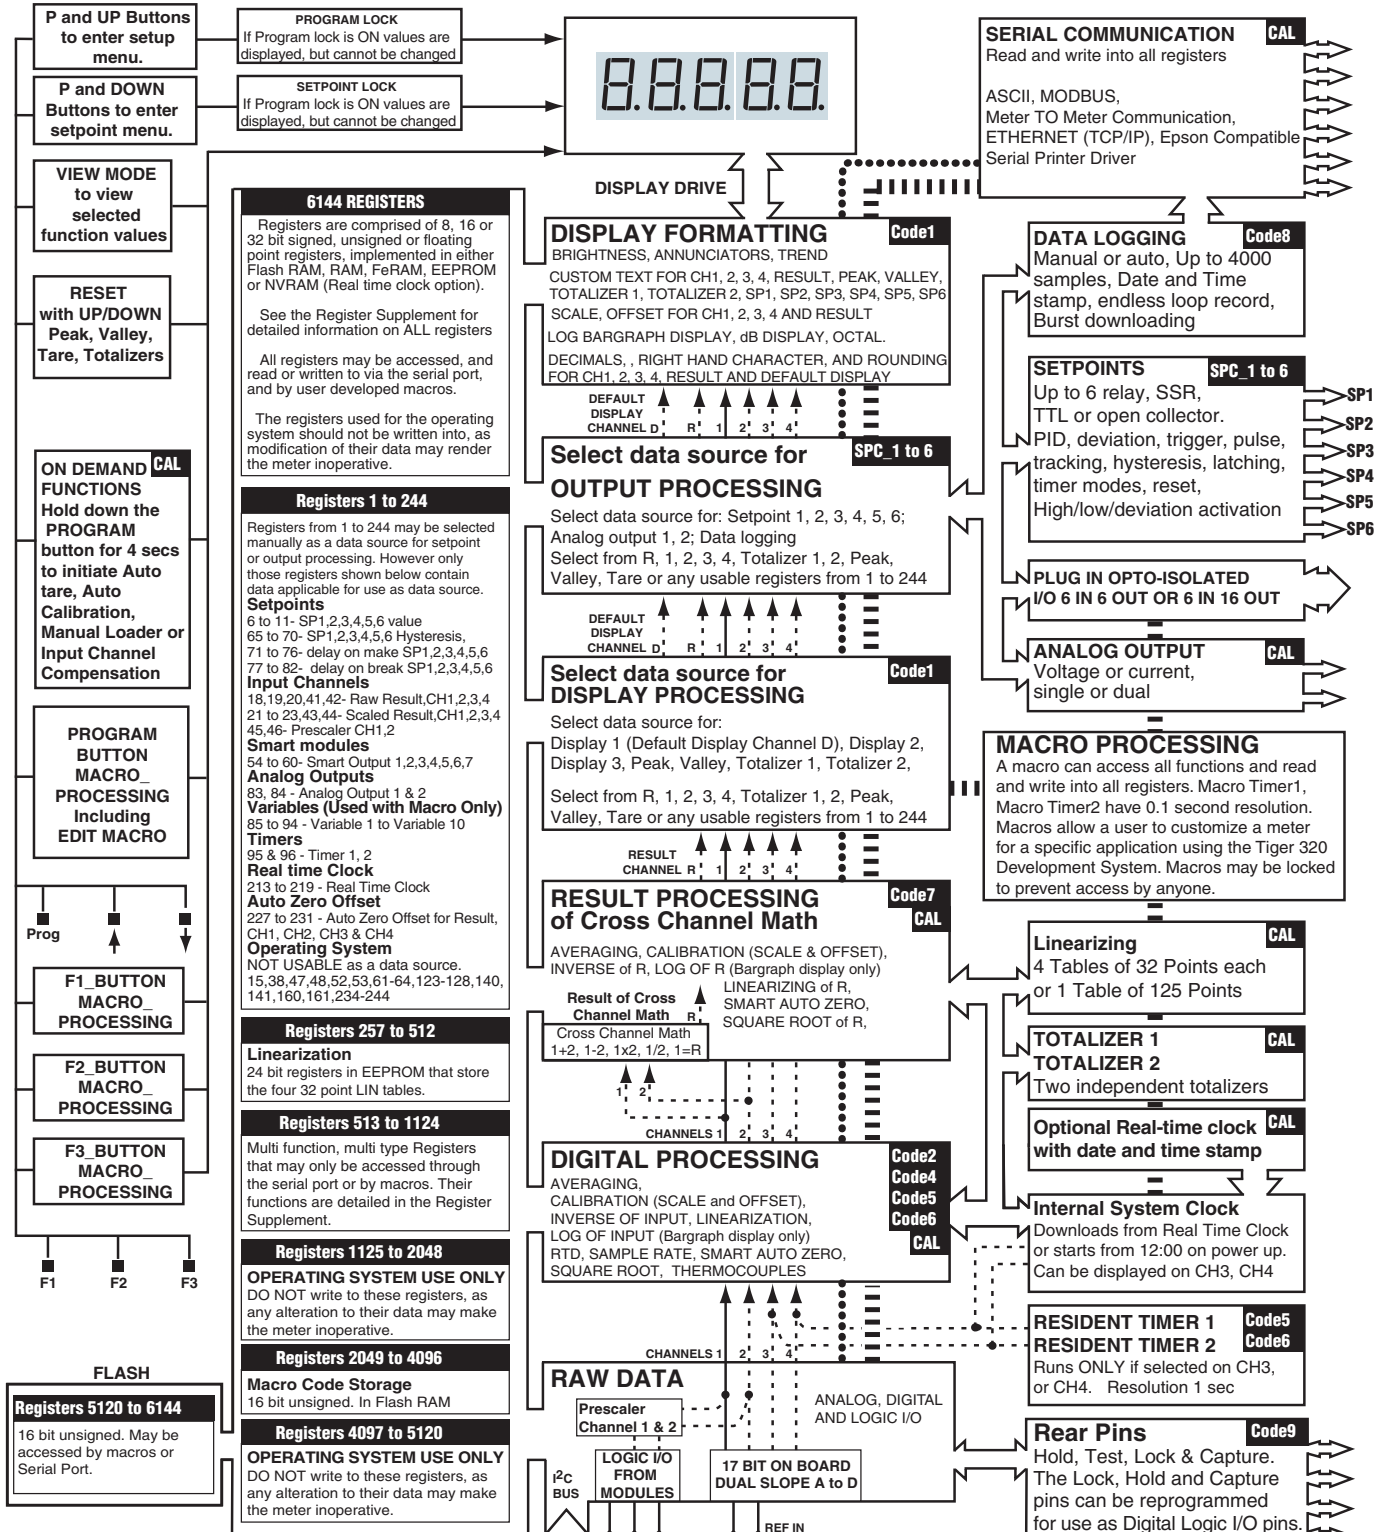 P and UP Buttons
to enter setup
menu.
PROGRAM LOCK
If Program lock is ON values are
displayed, but cannot be changed
P and DOWN
Buttons to enter
setpoint menu.
SETPOINT LOCK
If Program lock is ON values are
displayed, but cannot be changed
VIEW MODE
to view
selected
function values
RESET
with UP/DOWN
Peak, Valley,
Tare, Totalizers
ON DEMAND CAL
FUNCTIONS
Hold down the
PROGRAM
button for 4 secs
to initiate Auto
tare, Auto
Calibration,
Manual Loader or
Input Channel
Compensation
PROGRAM
BUTTON
MACRO_
PROCESSING
Including
EDIT MACRO
Prog
F1_BUTTON
MACRO_
PROCESSING
F2_BUTTON
MACRO_
PROCESSING
F3_BUTTON
MACRO_
PROCESSING
F1 F2 F3
FLASH
Registers 5120 to 6144
16 bit unsigned. May be
accessed by macros or
Serial Port.
6144 REGISTERS
Registers are comprised of 8, 16 or
32 bit signed, unsigned or floating
point registers, implemented in either
Flash RAM, RAM, FeRAM, EEPROM
or NVRAM (Real time clock option).
See the Register Supplement for
detailed information on ALL registers
All registers may be accessed, and
read or written to via the serial port,
and by user developed macros.
The registers used for the operating
system should not be written into, as
modification of their data may render
the meter inoperative.
Registers 1 to 244
Registers from 1 to 244 may be selected
manually as a data source for setpoint
or output processing. However only
those registers shown below contain
data applicable for use as data source.
Setpoints
6 to 11- SP1,2,3,4,5,6 value
65 to 70- SP1,2,3,4,5,6 Hysteresis,
71 to 76- delay on make SP1,2,3,4,5,6
77 to 82- delay on break SP1,2,3,4,5,6
Input Channels
18,19,20,41,42- Raw Result,CH1,2,3,4
21 to 23,43,44- Scaled Result,CH1,2,3,4
45,46- Prescaler CH1,2
Smart modules
54 to 60- Smart Output 1,2,3,4,5,6,7
Analog Outputs
83, 84 - Analog Output 1 & 2
Variables (Used with Macro Only)
85 to 94 - Variable 1 to Variable 10
Timers
95 & 96 - Timer 1, 2
Real time Clock
213 to 219 - Real Time Clock
Auto Zero Offset
227 to 231 - Auto Zero Offset for Result,
CH1, CH2, CH3 & CH4
Operating System
NOT USABLE as a data source.
15,38,47,48,52,53,61-64,123-128,140,
141,160,161,234-244
Registers 257 to 512
Linearization
24 bit registers in EEPROM that store
the four 32 point LIN tables.
Registers 513 to 1124
Multi function, multi type Registers
that may only be accessed through
the serial port or by macros. Their
functions are detailed in the Register
Supplement.
Registers 1125 to 2048
OPERATING SYSTEM USE ONLY
DO NOT write to these registers, as
any alteration to their data may make
the meter inoperative.
Registers 2049 to 4096
Macro Code Storage
16 bit unsigned. In Flash RAM
Registers 4097 to 5120
OPERATING SYSTEM USE ONLY
DO NOT write to these registers, as
any alteration to their data may make
the meter inoperative.
8.8.8.8.8.
DISPLAY DRIVE
DISPLAY FORMATTING Code1
BRIGHTNESS, ANNUNCIATORS, TREND
CUSTOM TEXT FOR CH1, 2, 3, 4, RESULT, PEAK, VALLEY,
TOTALIZER 1, TOTALIZER 2, SP1, SP2, SP3, SP4, SP5, SP6
SCALE, OFFSET FOR CH1, 2, 3, 4 AND RESULT
LOG BARGRAPH DISPLAY, dB DISPLAY, OCTAL.
DECIMALS, , RIGHT HAND CHARACTER, AND ROUNDING
FOR CH1, 2, 3, 4, RESULT AND DEFAULT DISPLAY
DEFAULT
DISPLAY
CHANNEL D R 1 2 3 4
Select data source for SPC_1 to 6
OUTPUT PROCESSING
Select data source for: Setpoint 1, 2, 3, 4, 5, 6;
Analog output 1, 2; Data logging
Select from R, 1, 2, 3, 4, Totalizer 1, 2, Peak,
Valley, Tare or any usable registers from 1 to 244
DEFAULT
DISPLAY
CHANNEL D R 1 2 3 4
Select data source for Code1
DISPLAY PROCESSING
Select data source for:
Display 1 (Default Display Channel D), Display 2,
Display 3, Peak, Valley, Totalizer 1, Totalizer 2,
Select from R, 1, 2, 3, 4, Totalizer 1, 2, Peak,
Valley, Tare or any usable registers from 1 to 244
RESULT
CHANNEL R 1 2 3 4
RESULT PROCESSING Code7
of Cross Channel Math CAL
AVERAGING, CALIBRATION (SCALE & OFFSET),
INVERSE of R, LOG OF R (Bargraph display only)
LINEARIZING of R,
SMART AUTO ZERO,
SQUARE ROOT of R,
Result of Cross
Channel Math R
Cross Channel Math
1+2, 1-2, 1x2, 1/2, 1=R
1 2
CHANNELS 1 2 3 4
DIGITAL PROCESSING
Code2
Code4
Code5
Code6
CAL
AVERAGING,
CALIBRATION (SCALE and OFFSET),
INVERSE OF INPUT, LINEARIZATION,
LOG OF INPUT (Bargraph display only)
RTD, SAMPLE RATE, SMART AUTO ZERO,
SQUARE ROOT, THERMOCOUPLES
CHANNELS 1 2 3 4
RAW DATA
Prescaler
Channel 1 & 2
ANALOG, DIGITAL
AND LOGIC I/O
LOGIC I/O
FROM
MODULES
17 BIT ON BOARD
DUAL SLOPE A to D
I²C
BUS
REF IN
SERIAL COMMUNICATION CAL
Read and write into all registers
ASCII, MODBUS,
Meter TO Meter Communication,
ETHERNET (TCP/IP), Epson Compatible
Serial Printer Driver
DATA LOGGING Code8
Manual or auto, Up to 4000
samples, Date and Time
stamp, endless loop record,
Burst downloading
SETPOINTS SPC_1 to 6
Up to 6 relay, SSR,
TTL or open collector.
PID, deviation, trigger, pulse,
tracking, hysteresis, latching,
timer modes, reset,
High/low/deviation activation
SP1
SP2
SP3
SP4
SP5
SP6
PLUG IN OPTO-ISOLATED
I/O 6 IN 6 OUT OR 6 IN 16 OUT
ANALOG OUTPUT CAL
Voltage or current,
single or dual
MACRO PROCESSING
A macro can access all functions and read
and write into all registers. Macro Timer1,
Macro Timer2 have 0.1 second resolution.
Macros allow a user to customize a meter
for a specific application using the Tiger 320
Development System. Macros may be locked
to prevent access by anyone.
Linearizing CAL
4 Tables of 32 Points each
or 1 Table of 125 Points
TOTALIZER 1 CAL
TOTALIZER 2
Two independent totalizers
Optional Real-time clock CAL
with date and time stamp
Internal System Clock
Downloads from Real Time Clock
or starts from 12:00 on power up.
Can be displayed on CH3, CH4
RESIDENT TIMER 1 Code5
RESIDENT TIMER 2 Code6
Runs ONLY if selected on CH3,
or CH4. Resolution 1 sec
Rear Pins Code9
Hold, Test, Lock & Capture.
The Lock, Hold and Capture
pins can be reprogrammed
for use as Digital Logic I/O pins.